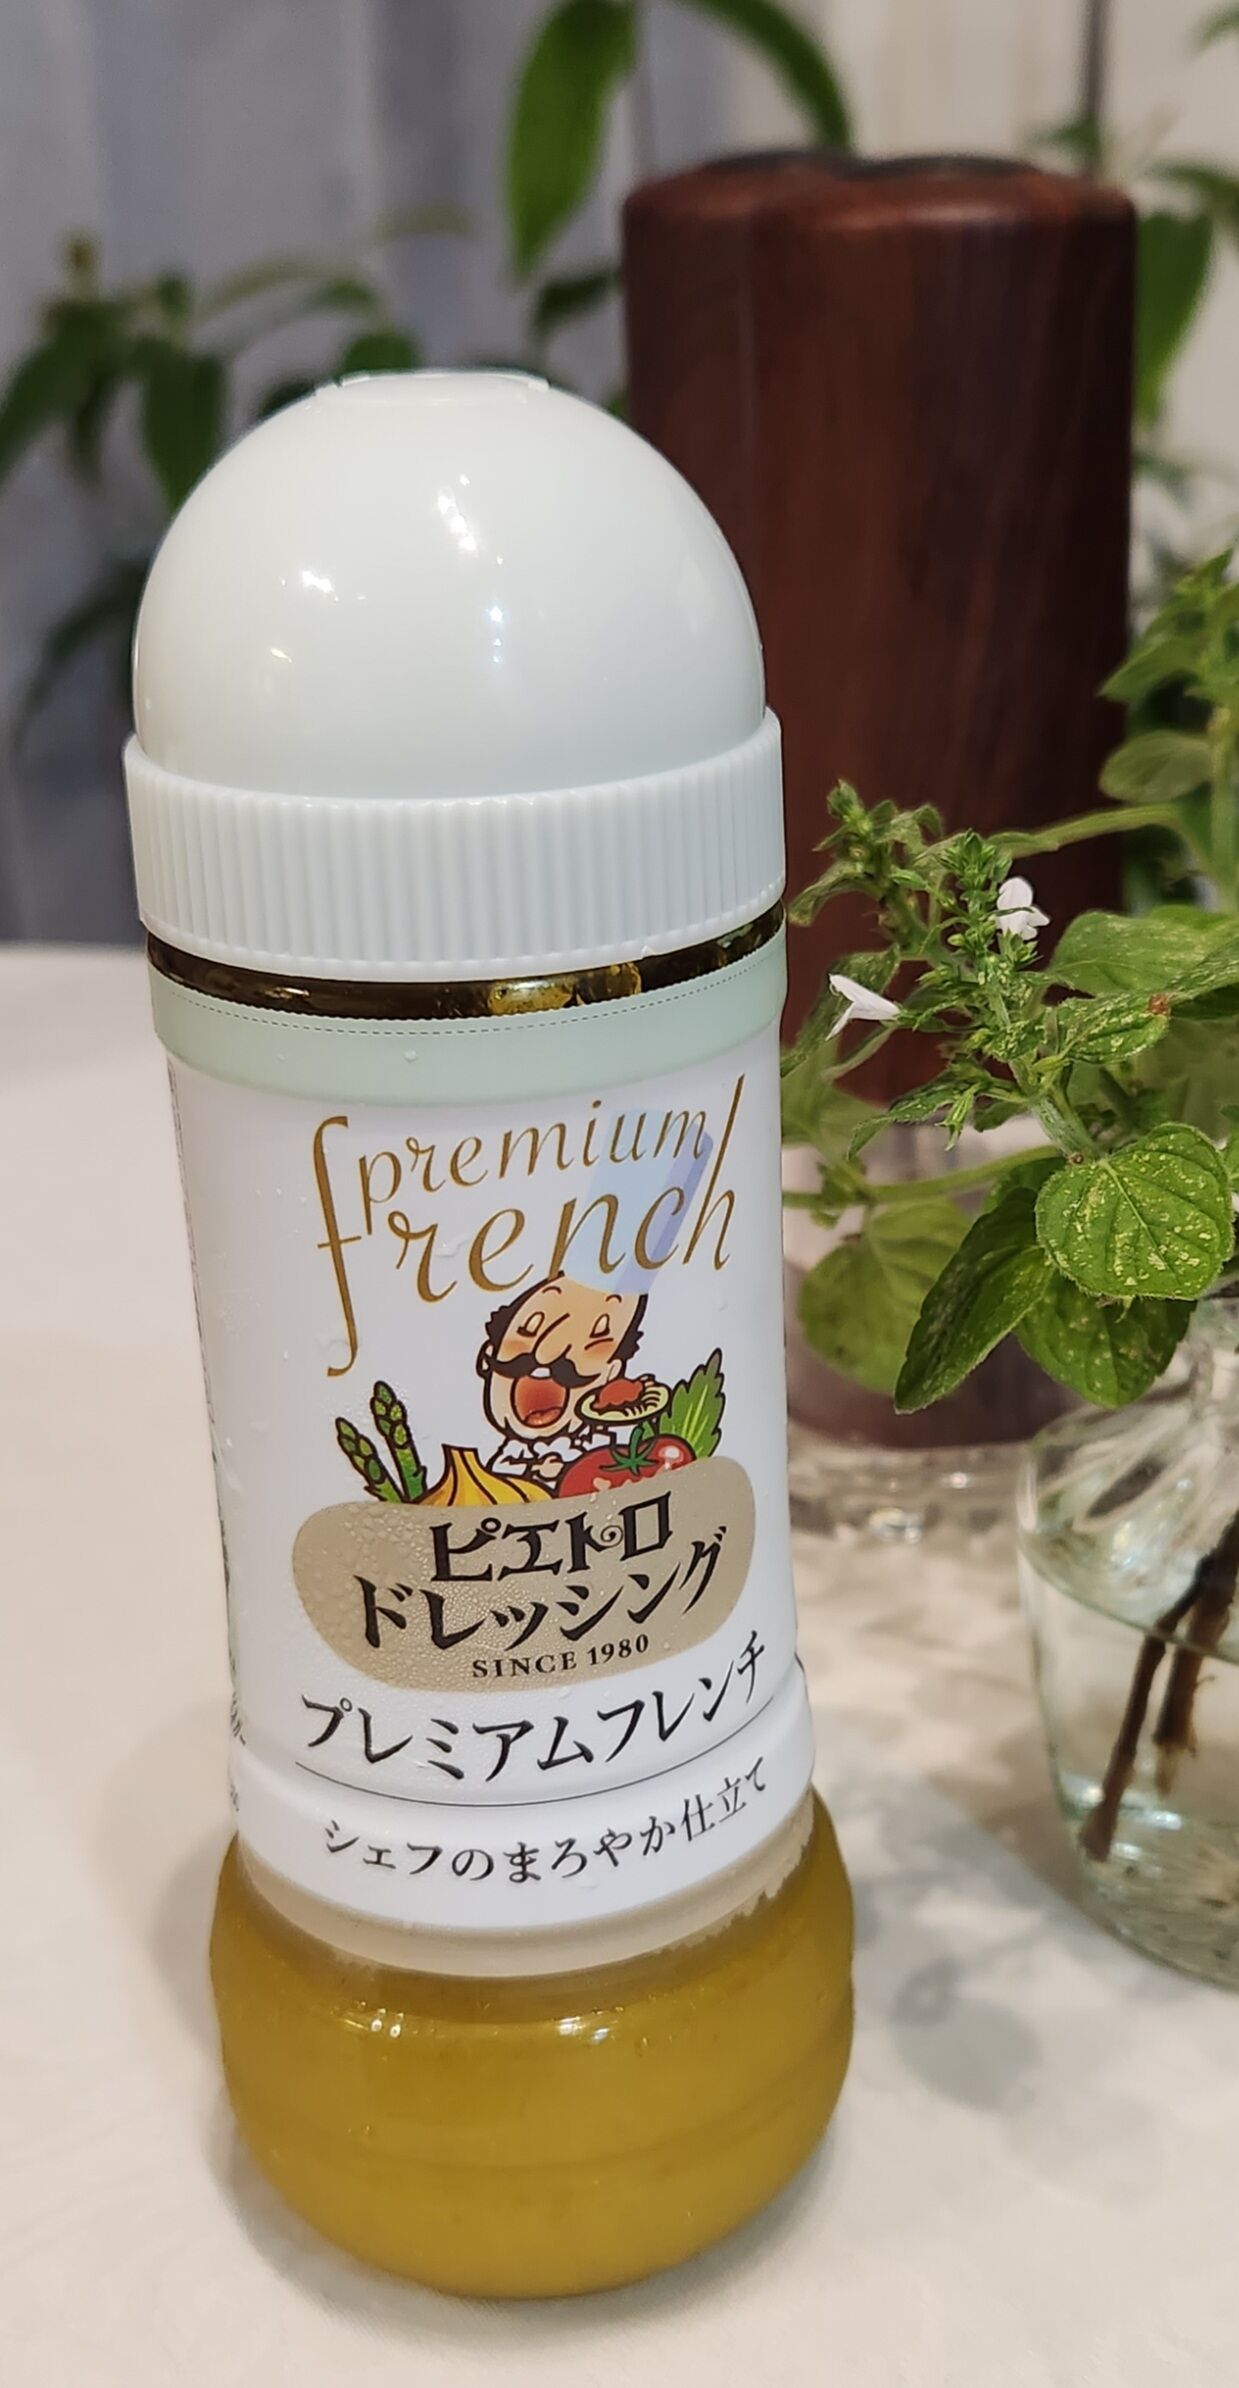 premium
french
ピエトロ
ドレッシング
SINCE 1980
プレミアムフレンチ
シェフのまろやか仕立て